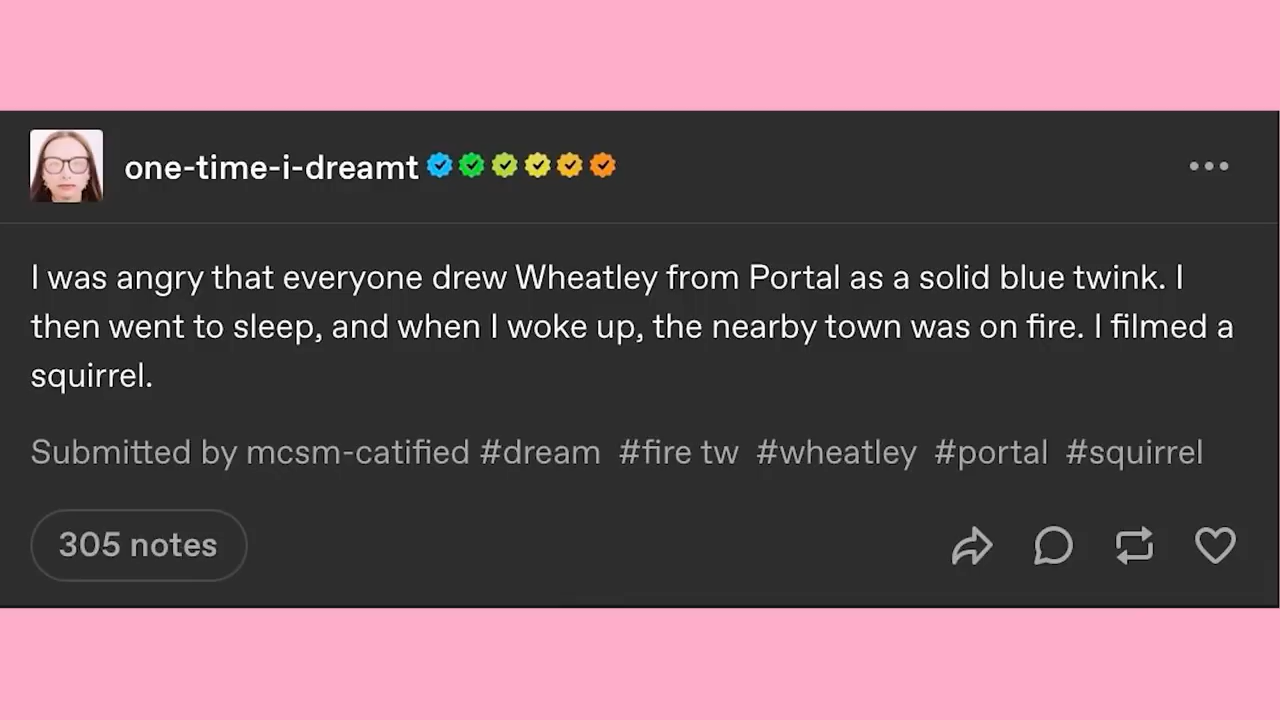 one-time-i-dreamt
I was angry that everyone drew Wheatley from Portal as a solid blue twink. I
then went to sleep, and when I woke up, the nearby town was on fire. I filmed a
squirrel.
Submitted by mcsm-catified #dream #fire tw #wheatley #portal #squirrel
305 notes